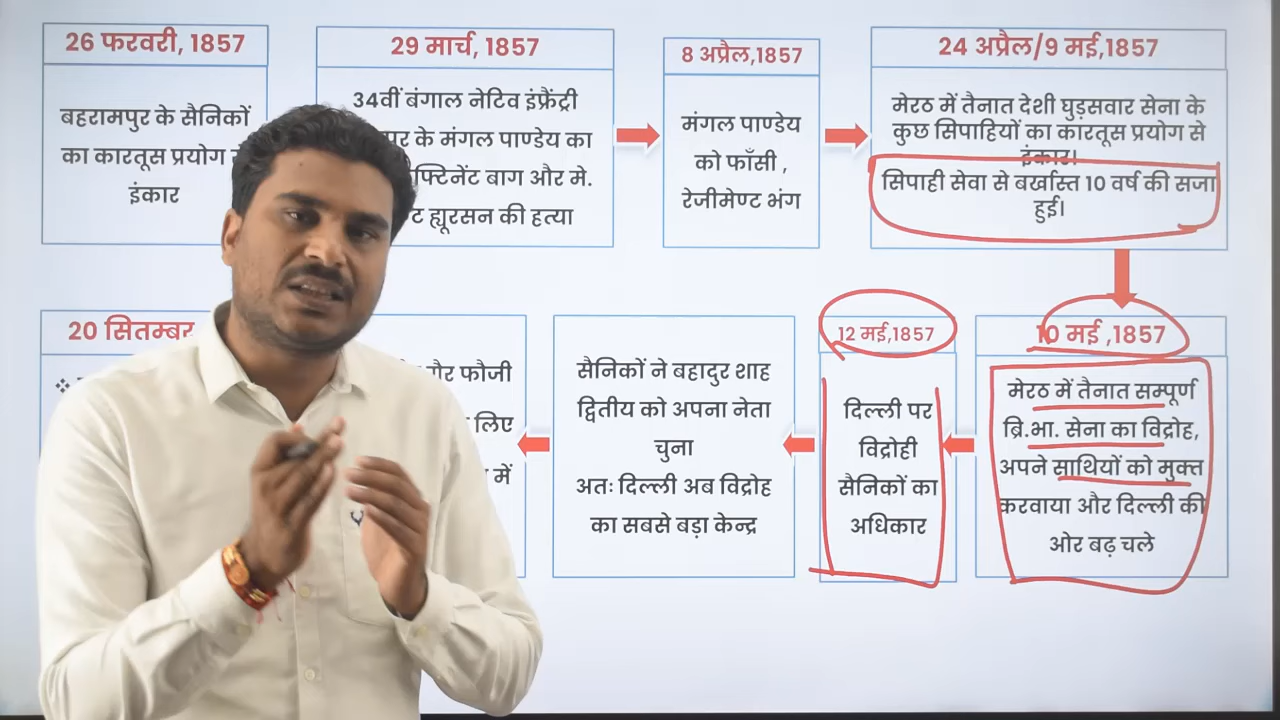 26 फरवरी, 1857
बहरामपुर के सैनिकों
का कारतूस प्रयोग
इंकार
29 मार्च, 1857
34वीं बंगाल नेटिव इंफ्रैंट्री
के मंगल पाण्डेय का
बाग और मे.
ह्यूरसन की हत्या
8 अप्रैल,1857
मंगल पाण्डेय
को फाँसी ,
रेजीमेण्ट भंग
24 अप्रैल/9 मई,1857
मेरठ में तैनात देशी घुड़सवार सेना के
कुछ सिपाहियों का कारतूस प्रयोग से
इंकार।
सिपाही सेवा से बर्खास्त 10 वर्ष की सजा
हुई।
10 मई ,1857
मेरठ में तैनात सम्पूर्ण
ब्रि.भा. सेना का विद्रोह,
अपने साथियों को मुक्त
करवाया और दिल्ली की
ओर बढ़ चले
12 मई,1857
दिल्ली पर
विद्रोही
सैनिकों का
अधिकार
सैनिकों ने बहादुर शाह
द्वितीय को अपना नेता
चुना
अतः दिल्ली अब विद्रोह
का सबसे बड़ा केन्द्र
और फौजी
लिए
में
20 सितम्बर